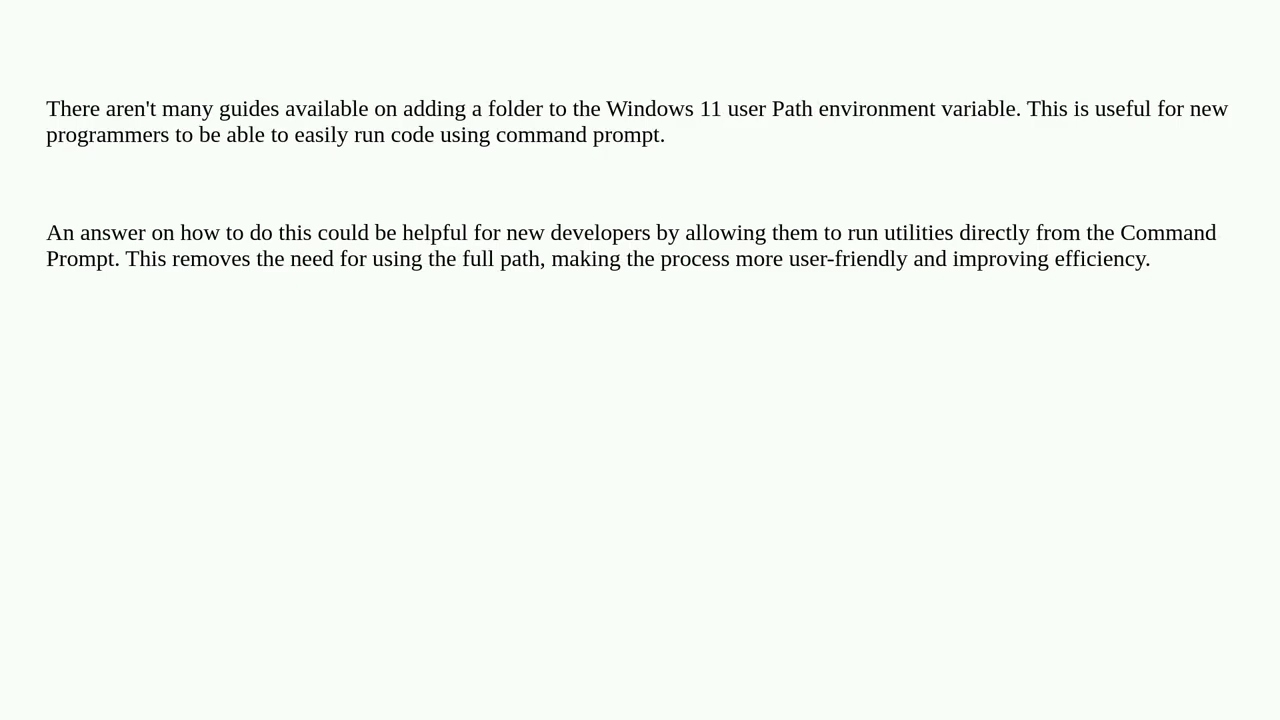 There aren't many guides available on adding a folder to the Windows 11 user Path environment variable. This is useful for new
programmers to be able to easily run code using command prompt.
An answer on how to do this could be helpful for new developers by allowing them to run utilities directly from the Command
Prompt. This removes the need for using the full path, making the process more user-friendly and improving efficiency.